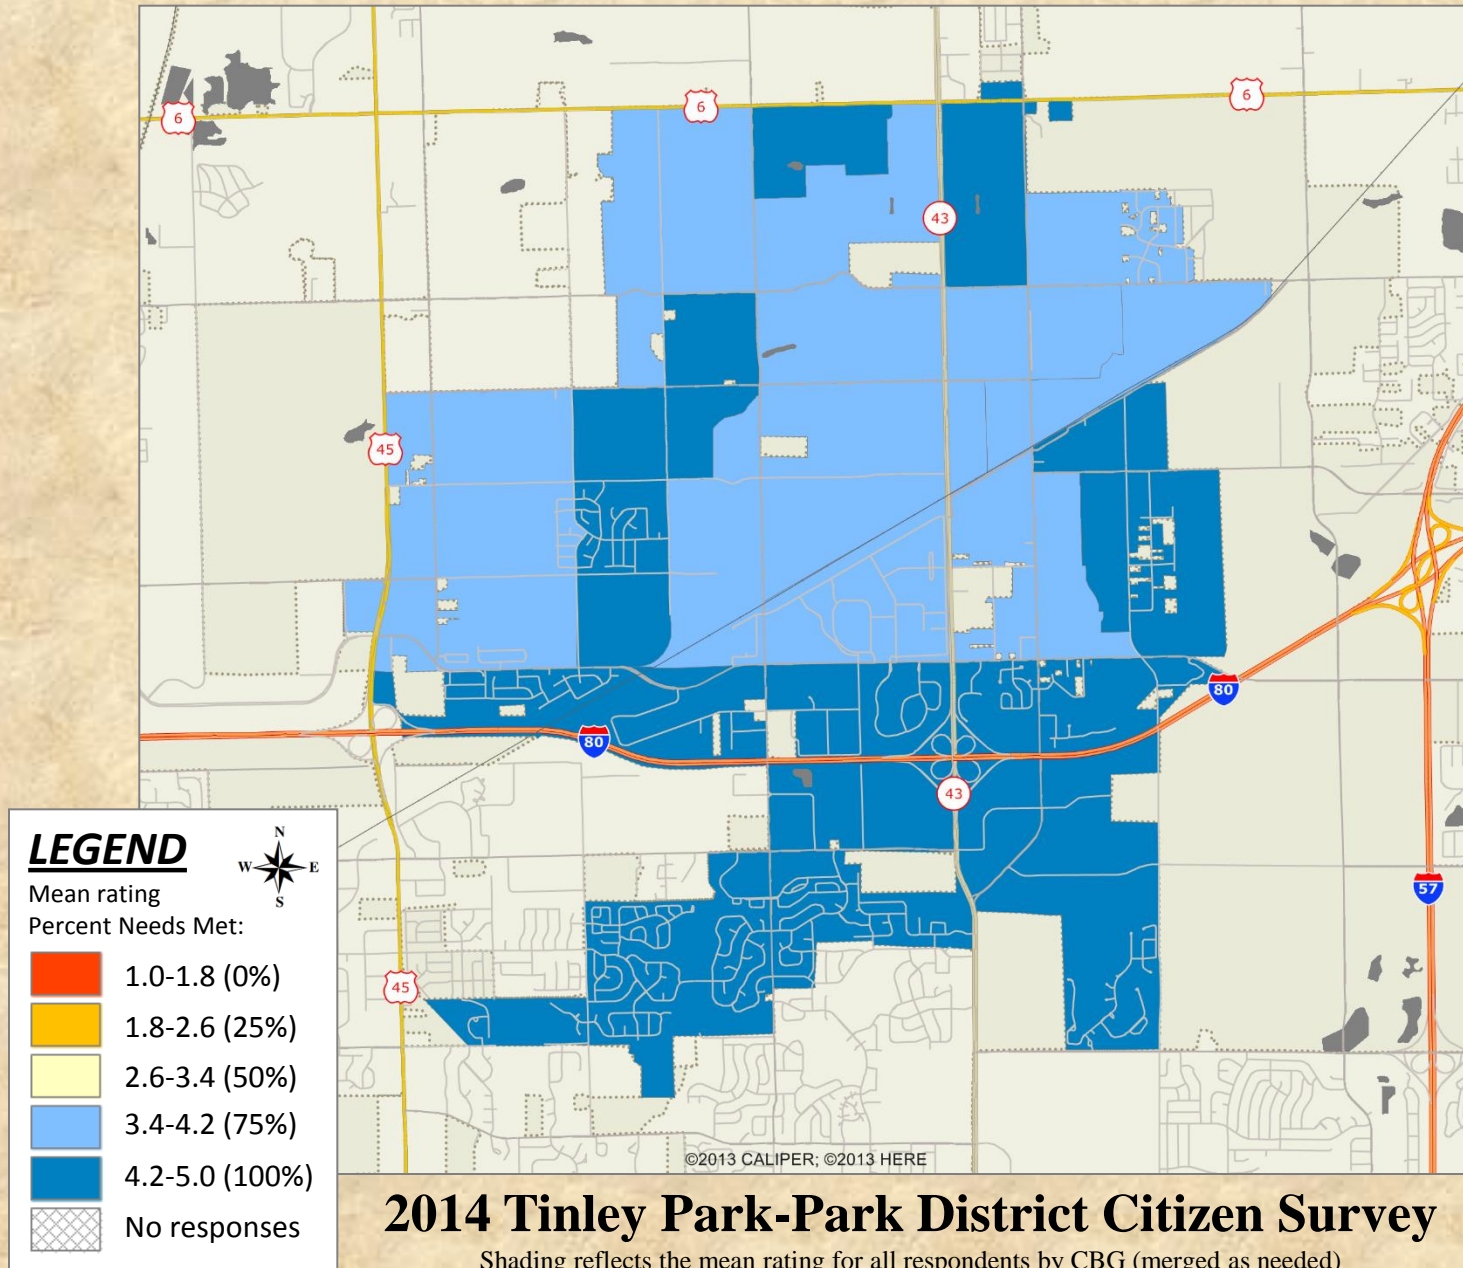 6
6
6
43
45
80
80
43
57
45
LEGEND
N
W E
S
Mean rating
Percent Needs Met:
1.0-1.8 (0%)
1.8-2.6 (25%)
2.6-3.4 (50%)
3.4-4.2 (75%)
4.2-5.0 (100%)
No responses
©2013 CALIPER; ©2013 HERE
2014 Tinley Park-Park District Citizen Survey
Shading reflects the mean rating for all respondents by CBG (merged as needed)